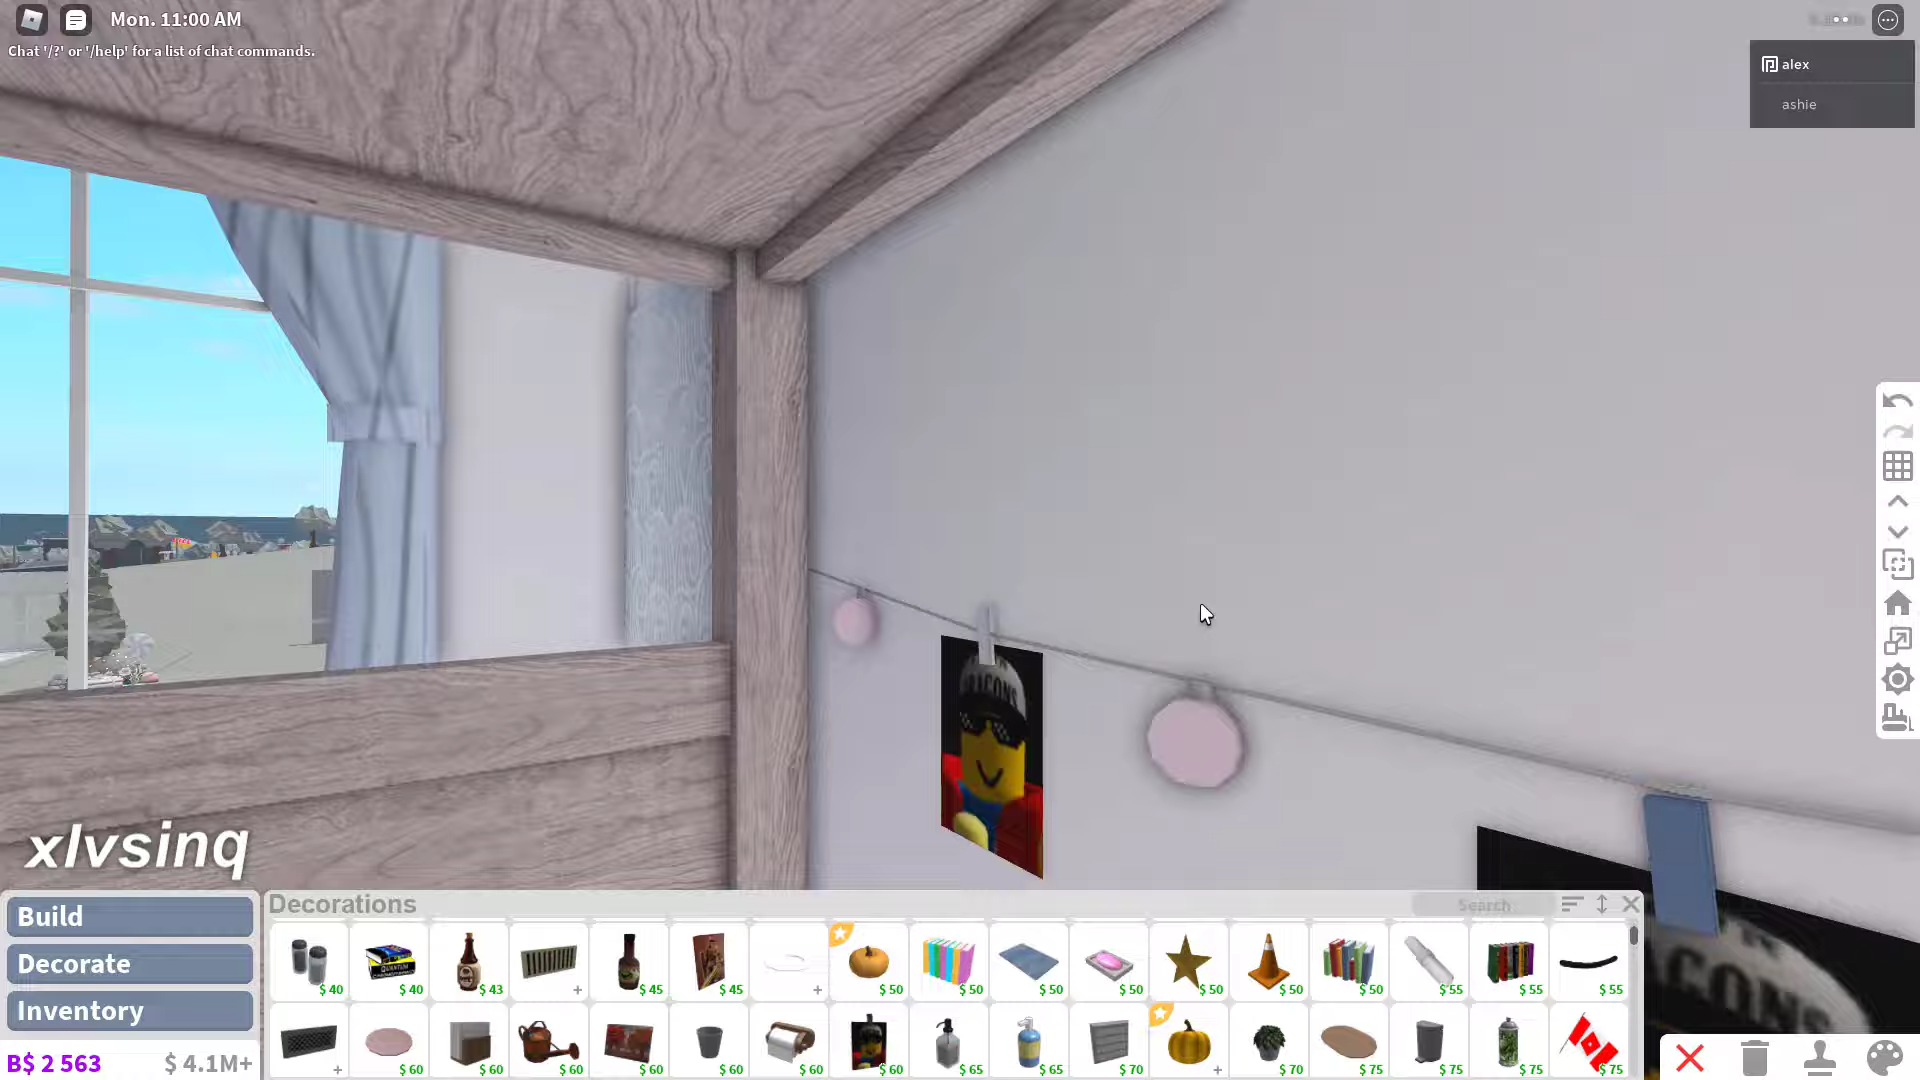 Mon. 11:00 AM
Chat '/?' or '/help' for a list of chat commands.
alex
ashie
DRAGONS
xlvsinq
Build
Decorate
Inventory
B$ 2 563
$ 4.1M+
Decorations
Search
$ 40
$ 40
$ 43
+
$ 45
$ 45
+
$ 50
$ 50
$ 50
$ 50
$ 50
$ 50
$ 50
$ 55
$ 55
$ 55
+
$ 60
$ 60
$ 60
$ 60
$ 60
$ 60
$ 60
$ 65
$ 65
$ 70
+
$ 70
$ 75
$ 75
$ 75
$ 75